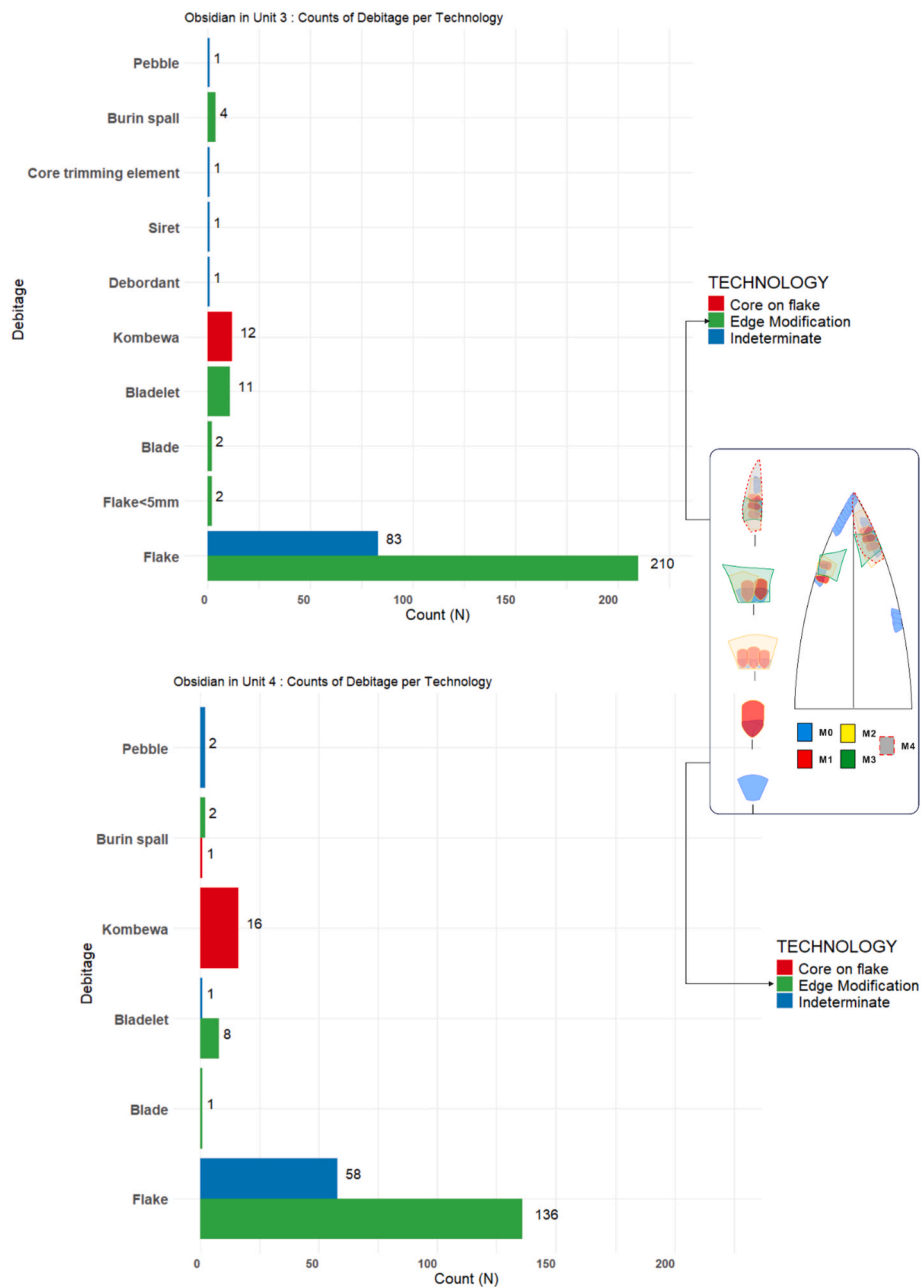 Obsidian in Unit 3 : Counts of Debitage per Technology
Debitage
Pebble
1
Burin spall
4
Core trimming element
1
Siret
1
Debordant
1
Kombewa
12
Bladelet
11
Blade
2
Flake<5mm
2
Flake
83
210
0 50 100 150 200
Count (N)
TECHNOLOGY
Core on flake
Edge Modification
Indeterminate
M0 M2
M4
M1 M3
Obsidian in Unit 4 : Counts of Debitage per Technology
Debitage
Pebble
2
Burin spall
2
1
Kombewa
16
Bladelet
1
8
Blade
1
Flake
58
136
0 50 100 150 200
Count (N)
TECHNOLOGY
Core on flake
Edge Modification
Indeterminate